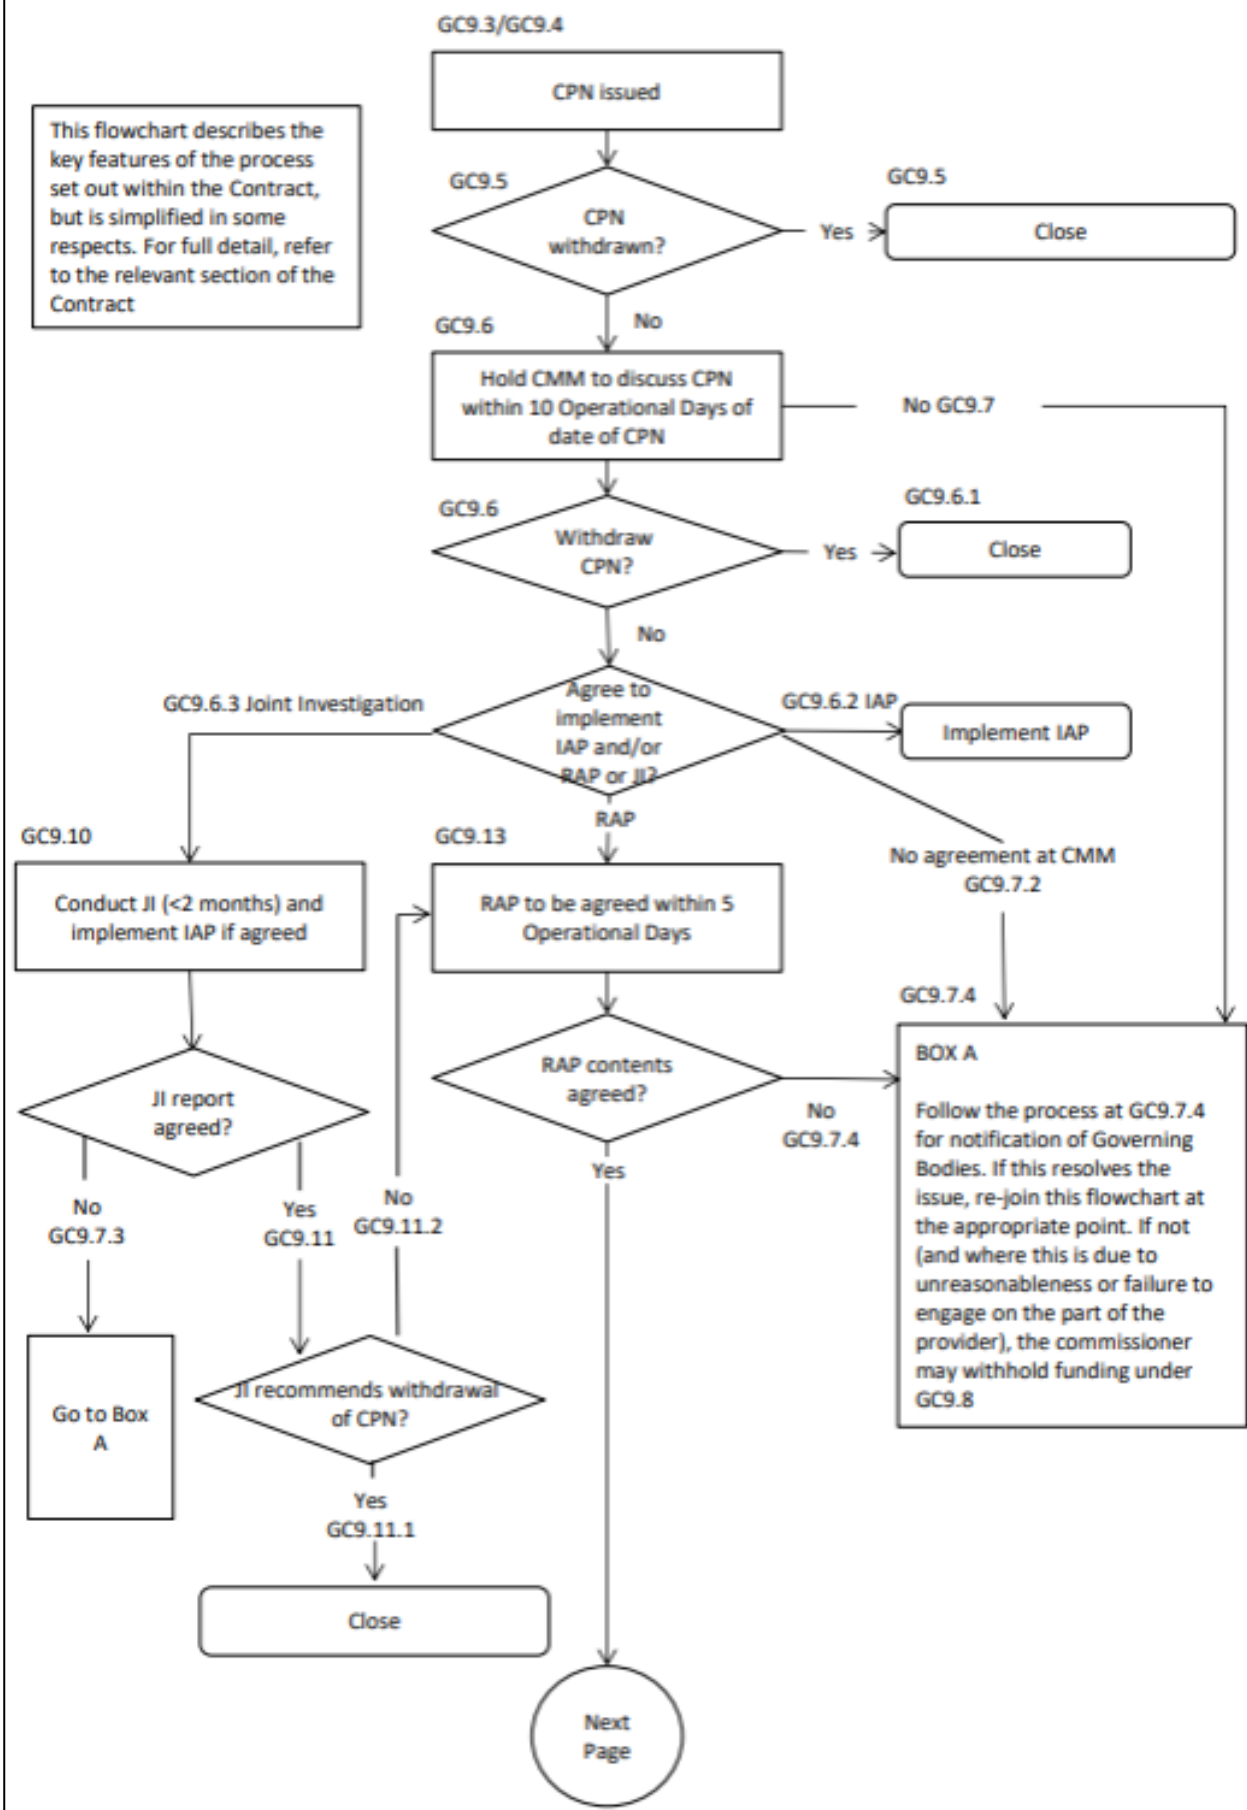 GC9.3/GC9.4
CPN issued
This flowchart describes the
key features of the process
set out within the Contract,
but is simplified in some
respects. For full detail, refer
to the relevant section of the
Contract
GC9.5
CPN
withdrawn?
Yes
GC9.5
Close
No
GC9.6
Hold CMM to discuss CPN
within 10 Operational Days of
date of CPN
No GC9.7
GC9.6
Withdraw
CPN?
Yes
GC9.6.1
Close
No
GC9.6.3 Joint Investigation
Agree to
implement
IAP and/or
RAP or JI?
GC9.6.2 IAP
Implement IAP
RAP
No agreement at CMM
GC9.7.2
GC9.10
Conduct JI (<2 months) and
implement IAP if agreed
GC9.13
RAP to be agreed within 5
Operational Days
GC9.7.4
JI report
agreed?
RAP contents
agreed?
No
GC9.7.4
BOX A
Follow the process at GC9.7.4
for notification of Governing
Bodies. If this resolves the
issue, re-join this flowchart at
the appropriate point. If not
(and where this is due to
unreasonableness or failure to
engage on the part of the
provider), the commissioner
may withhold funding under
GC9.8
Yes
No
GC9.7.3
Yes
GC9.11
No
GC9.11.2
Go to Box
A
JI recommends withdrawal
of CPN?
Yes
GC9.11.1
Close
Next
Page